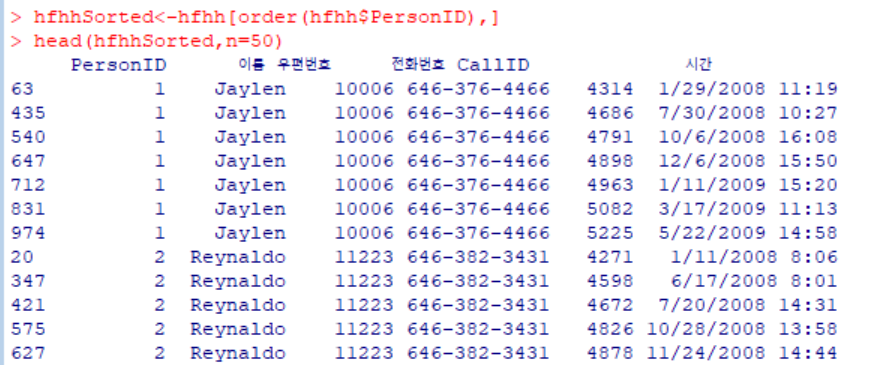 > hfhhSorted<-hfhh[order(hfhh$PersonID),]
> head(hfhhSorted,n=50)
PersonID 이름 우편번호 전화번호 CallID 시간
63 1 Jaylen 10006 646-376-4466 4314 1/29/2008 11:19
435 1 Jaylen 10006 646-376-4466 4686 7/30/2008 10:27
540 1 Jaylen 10006 646-376-4466 4791 10/6/2008 16:08
647 1 Jaylen 10006 646-376-4466 4898 12/6/2008 15:50
712 1 Jaylen 10006 646-376-4466 4963 1/11/2009 15:20
831 1 Jaylen 10006 646-376-4466 5082 3/17/2009 11:13
974 1 Jaylen 10006 646-376-4466 5225 5/22/2009 14:58
20 2 Reynaldo 11223 646-382-3431 4271 1/11/2008 8:06
347 2 Reynaldo 11223 646-382-3431 4598 6/17/2008 8:01
421 2 Reynaldo 11223 646-382-3431 4672 7/20/2008 14:31
575 2 Reynaldo 11223 646-382-3431 4826 10/28/2008 13:58
627 2 Reynaldo 11223 646-382-3431 4878 11/24/2008 14:44